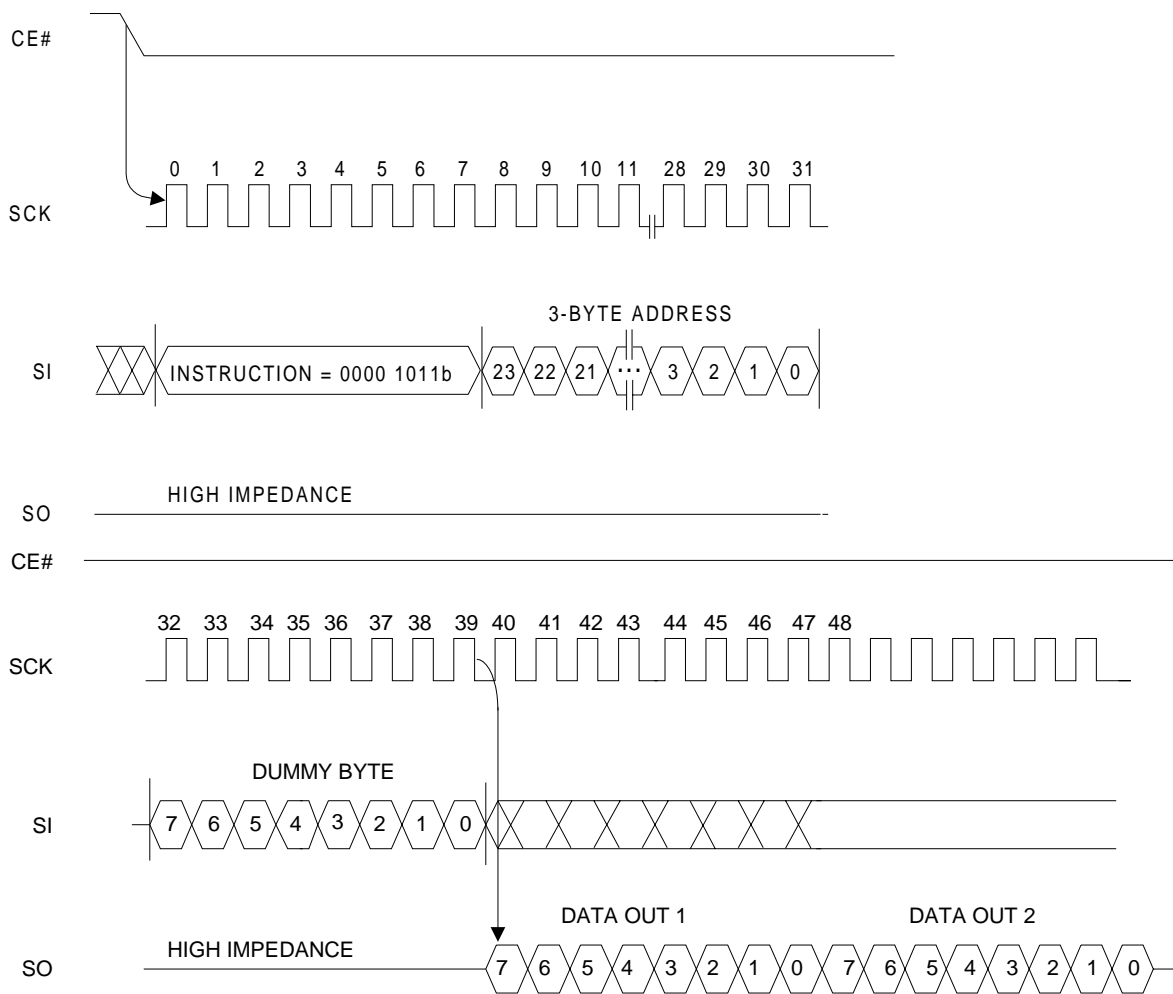 CE#
0 1 2 3 4 5 6 7 8 9 10 11 28 29 30 31
SCK
3-BYTE ADDRESS
SI INSTRUCTION = 0000 1011b 23 22 21 ... 3 2 1 0
HIGH IMPEDANCE
SO
CE#
32 33 34 35 36 37 38 39 40 41 42 43 44 45 46 47 48
SCK
DUMMY BYTE
SI 7 6 5 4 3 2 1 0
DATA OUT 1 DATA OUT 2
HIGH IMPEDANCE
SO 7 6 5 4 3 2 1 0 7 6 5 4 3 2 1 0